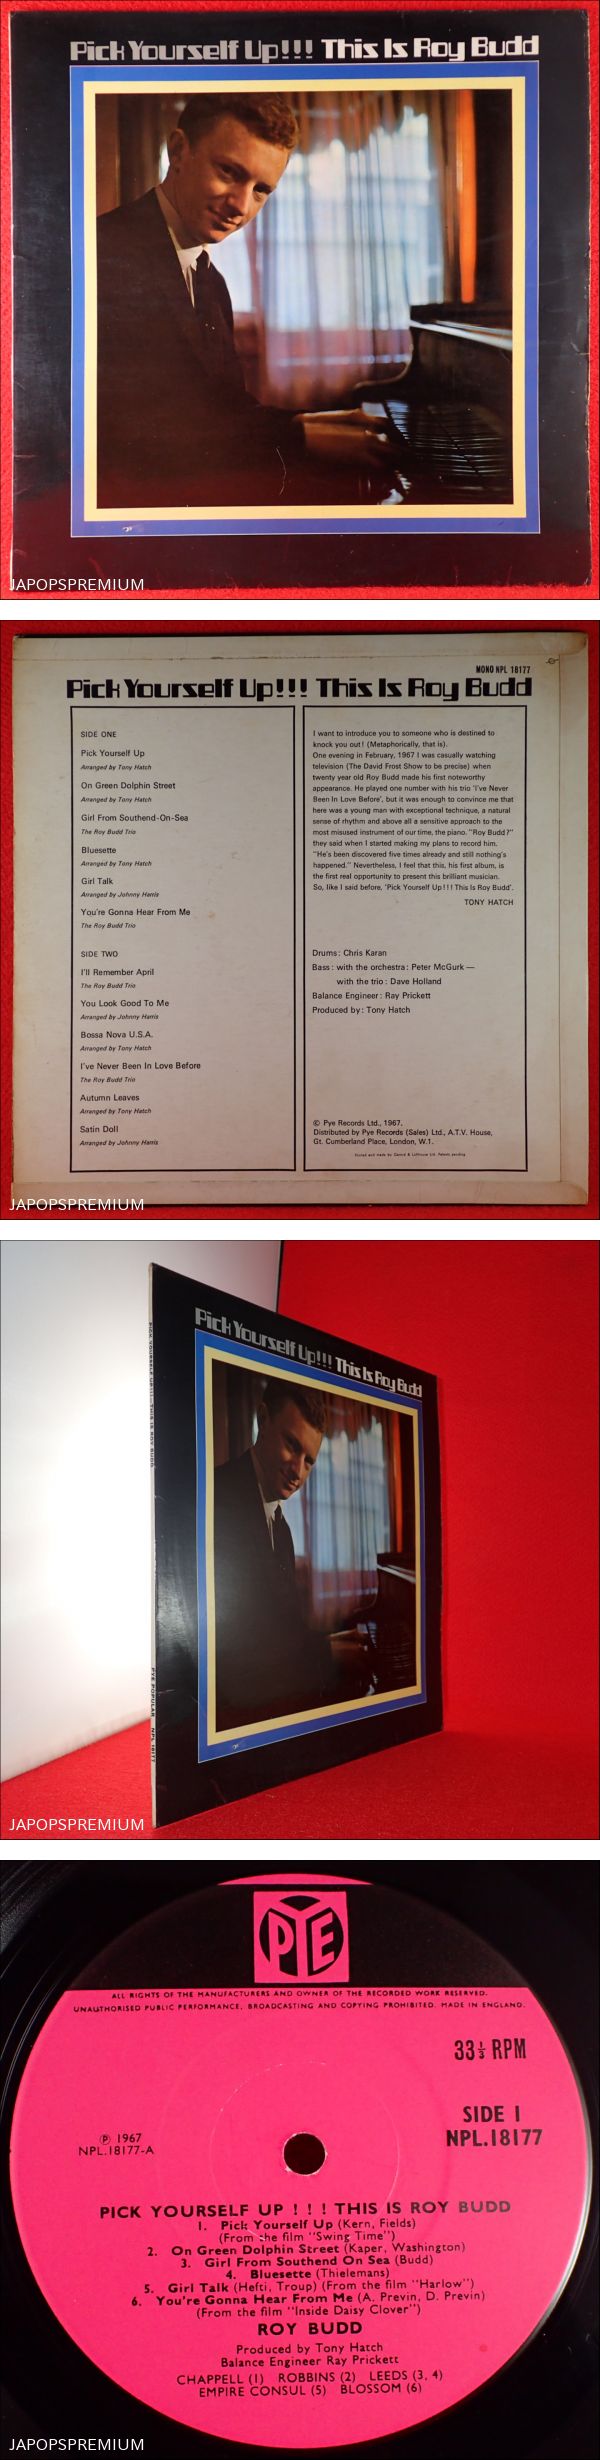 Pick Yourself Up!!! This Is Roy Budd
JAPOPSPREMIUM
MONO NPL 18177
Pick Yourself Up!!! This Is Roy Budd
SIDE ONE
Pick Yourself Up
Arranged by Tony Hatch
On Green Dolphin Street
Arranged by Tony Hatch
Girl From Southend-On-Sea
The Roy Budd Trio
Bluesette
Arranged by Tony Hatch
Girl Talk
Arranged by Johnny Harris
You're Gonna Hear From Me
The Roy Budd Trio
SIDE TWO
I'll Remember April
The Roy Budd Trio
You Look Good To Me
Arranged by Johnny Harris
Bossa Nova U.S.A.
Arranged by Tony Hatch
I've Never Been In Love Before
The Roy Budd Trio
Autumn Leaves
Arranged by Tony Hatch
Satin Doll
Arranged by Johnny Harris
I want to introduce you to someone who is destined to
knock you out! (Metaphorically, that is).
One evening in February, 1967 I was casually watching
television (The David Frost Show to be precise) when
twenty year old Roy Budd made his first noteworthy
appearance. He played one number with his trio 'I've Never
Been In Love Before', but it was enough to convince me that
here was a young man with exceptional technique, a natural
sense of rhythm and above all a sensitive approach to the
most misused instrument of our time, the piano. "Roy Budd?"
they said when I started making my plans to record him.
"He's been discovered five times already and still nothing's
happened." Nevertheless, I feel that this, his first album, is
the first real opportunity to present this brilliant musician.
So, like I said before, 'Pick Yourself Up!!! This Is Roy Budd'.
TONY HATCH
Drums: Chris Karan
Bass: with the orchestra: Peter McGurk —
with the trio: Dave Holland
Balance Engineer: Ray Prickett
Produced by: Tony Hatch
© Pye Records Ltd., 1967.
Distributed by Pye Records (Sales) Ltd., A.T.V. House,
Gt. Cumberland Place, London, W.1.
Printed and made by Garrod & Lofthouse Ltd. Patents pending
JAPOPSPREMIUM
PICK YOURSELF UP!!!—THIS IS ROY BUDD
PYE POPULAR NPL 18177
Pick Yourself Up!!! This Is Roy Budd
JAPOPSPREMIUM
PYE
ALL RIGHTS OF THE MANUFACTURERS AND OWNER OF THE RECORDED WORK RESERVED.
UNAUTHORISED PUBLIC PERFORMANCE, BROADCASTING AND COPYING PROHIBITED. MADE IN ENGLAND.
33⅓ RPM
SIDE 1
NPL.18177
℗ 1967
NPL.18177-A
PICK YOURSELF UP ! ! ! THIS IS ROY BUDD
1. Pick Yourself Up (Kern, Fields)
(From the film "Swing Time")
2. On Green Dolphin Street (Kaper, Washington)
3. Girl From Southend On Sea (Budd)
4. Bluesette (Thielemans)
5. Girl Talk (Hefti, Troup) (From the film "Harlow")
6. You're Gonna Hear From Me (A. Previn, D. Previn)
(From the film "Inside Daisy Clover")
ROY BUDD
Produced by Tony Hatch
Balance Engineer Ray Prickett
CHAPPELL (1) ROBBINS (2) LEEDS (3, 4)
EMPIRE CONSUL (5) BLOSSOM (6)
JAPOPSPREMIUM